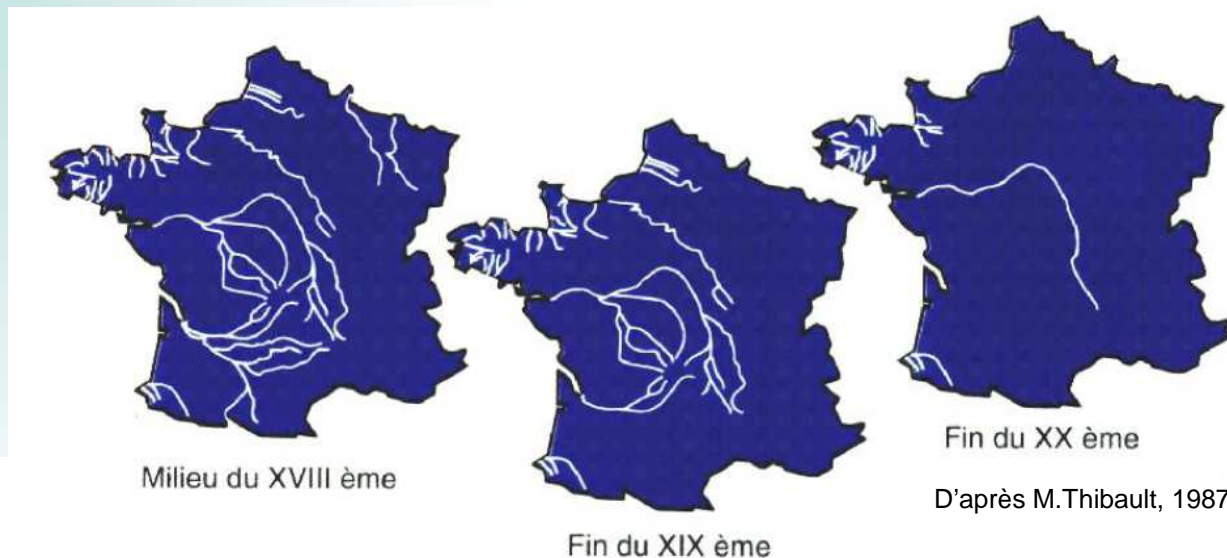 Milieu du XVIII ème
Fin du XIX ème
Fin du XX ème
D'après M.Thibault, 1987